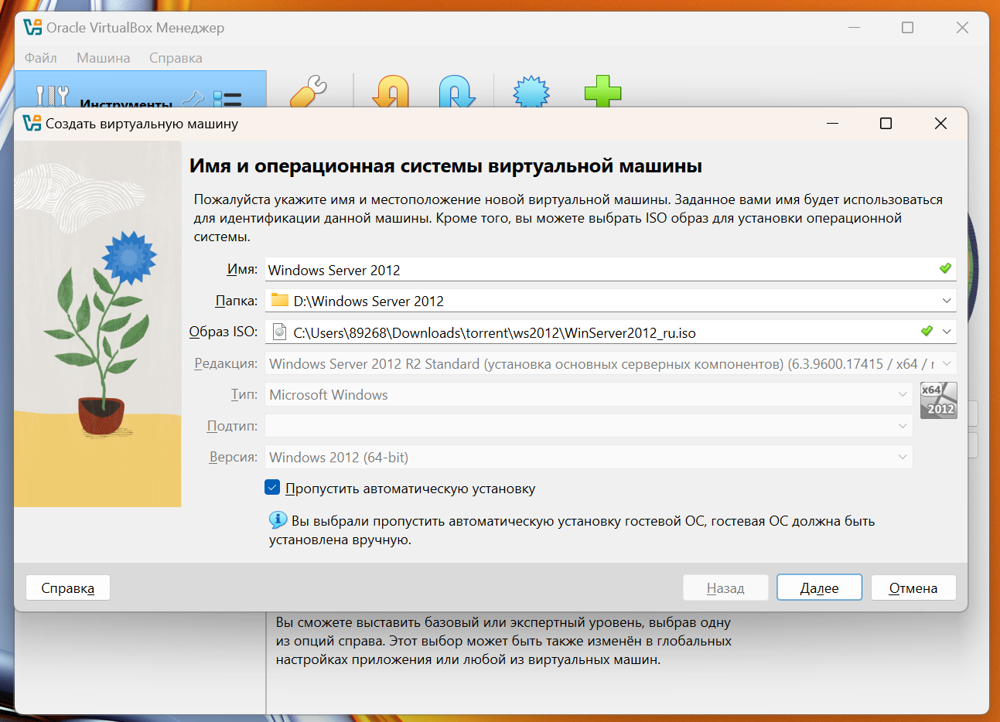 Oracle VirtualBox Менеджер
Файл Машина Справка
Инструменты
Создать виртуальную машину
Имя и операционная системы виртуальной машины
Пожалуйста укажите имя и местоположение новой виртуальной машины. Заданное вами имя будет использоваться
для идентификации данной машины. Кроме того, вы можете выбрать ISO образ для установки операционной
системы.
Имя: Windows Server 2012
Папка: D:\Windows Server 2012
Образ ISO: C:\Users\89268\Downloads\torrent\ws2012\WinServer2012_ru.iso
Редакция: Windows Server 2012 R2 Standard (установка основных серверных компонентов) (6.3.9600.17415 / x64 / r
Тип: Microsoft Windows
x64
2012
Подтип:
Версия: Windows 2012 (64-bit)
Пропустить автоматическую установку
Вы выбрали пропустить автоматическую установку гостевой ОС, гостевая ОС должна быть
установлена вручную.
Справка Назад Далее Отмена
Вы сможете выставить базовый или экспертный уровень, выбрав одну
из опций справа. Этот выбор может быть также изменён в глобальных
настройках приложения или любой из виртуальных машин.